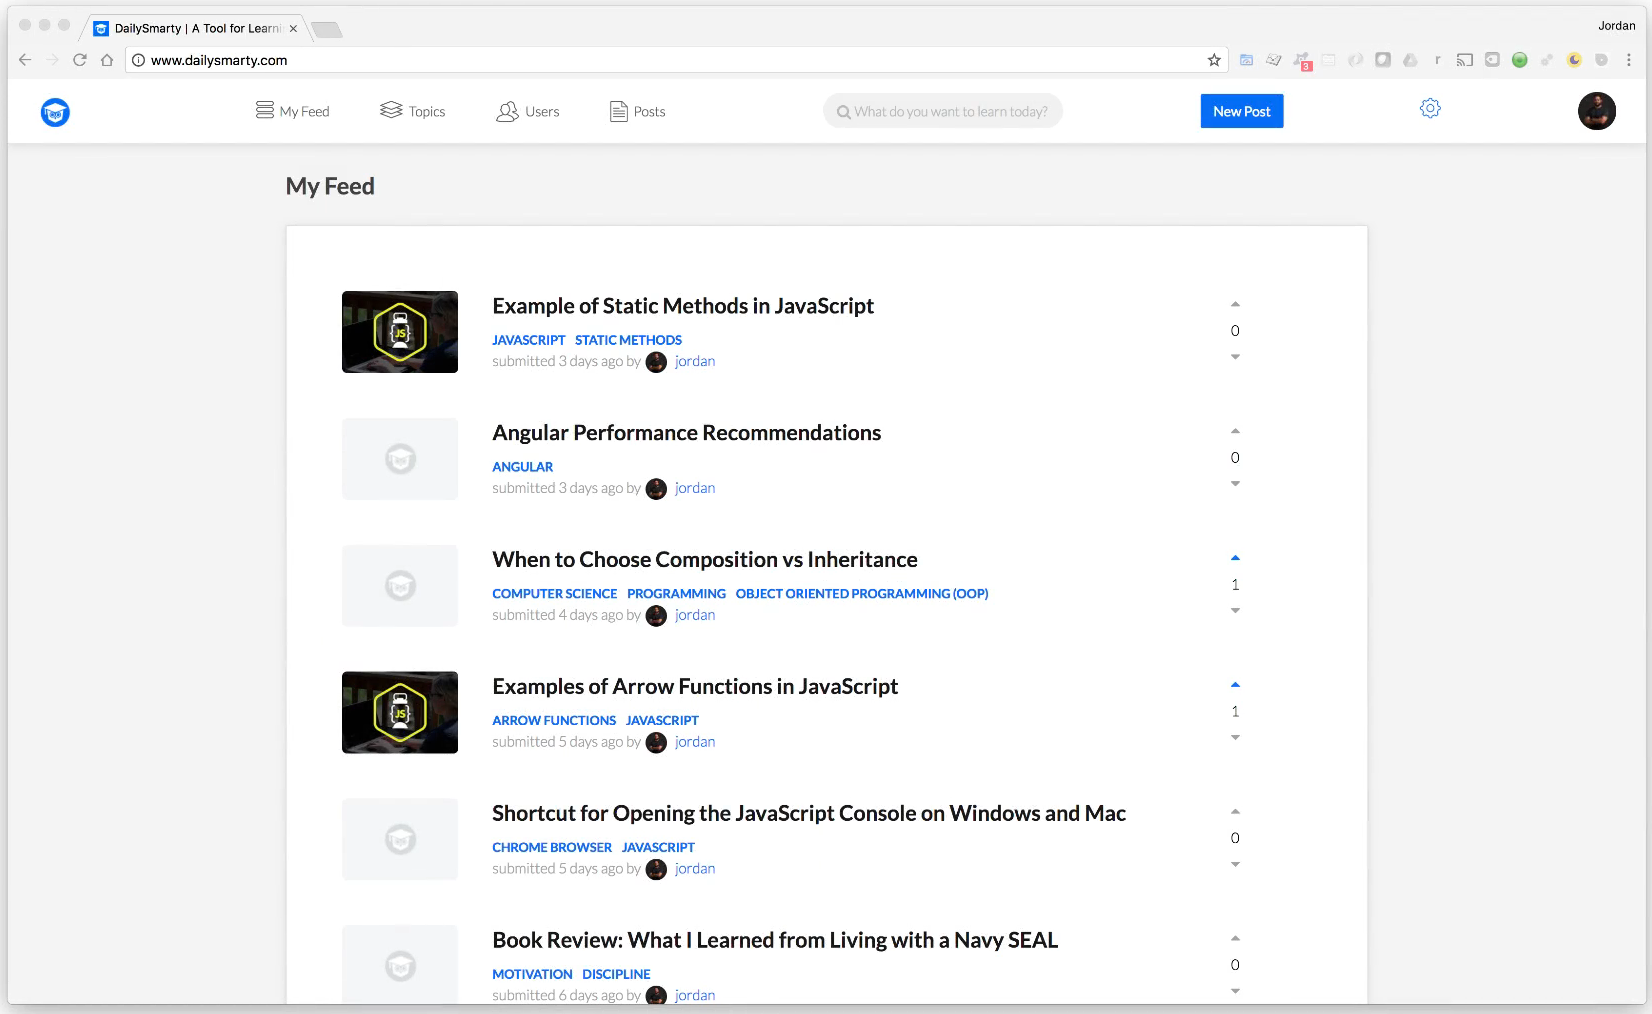 DailySmarty | A Tool for Learni
Jordan
www.dailysmarty.com
3
r
My Feed
Topics
Users
Posts
What do you want to learn today?
New Post
My Feed
JS
Example of Static Methods in JavaScript
0
JAVASCRIPT STATIC METHODS
submitted 3 days ago by jordan
Angular Performance Recommendations
0
ANGULAR
submitted 3 days ago by jordan
When to Choose Composition vs Inheritance
1
COMPUTER SCIENCE PROGRAMMING OBJECT ORIENTED PROGRAMMING (OOP)
submitted 4 days ago by jordan
JS
Examples of Arrow Functions in JavaScript
1
ARROW FUNCTIONS JAVASCRIPT
submitted 5 days ago by jordan
Shortcut for Opening the JavaScript Console on Windows and Mac
0
CHROME BROWSER JAVASCRIPT
submitted 5 days ago by jordan
Book Review: What I Learned from Living with a Navy SEAL
0
MOTIVATION DISCIPLINE
submitted 6 days ago by jordan